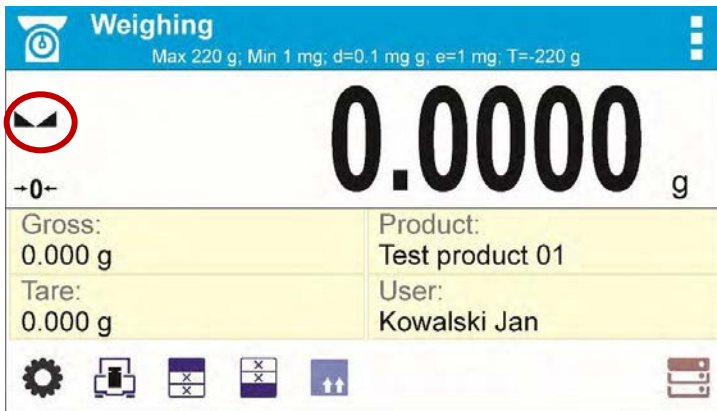 Weighing
Max 220 g; Min 1 mg; d=0.1 mg g; e=1 mg; T=-220 g
0.0000 g
→0←
Gross:
0.000 g
Product:
Test product 01
Tare:
0.000 g
User:
Kowalski Jan